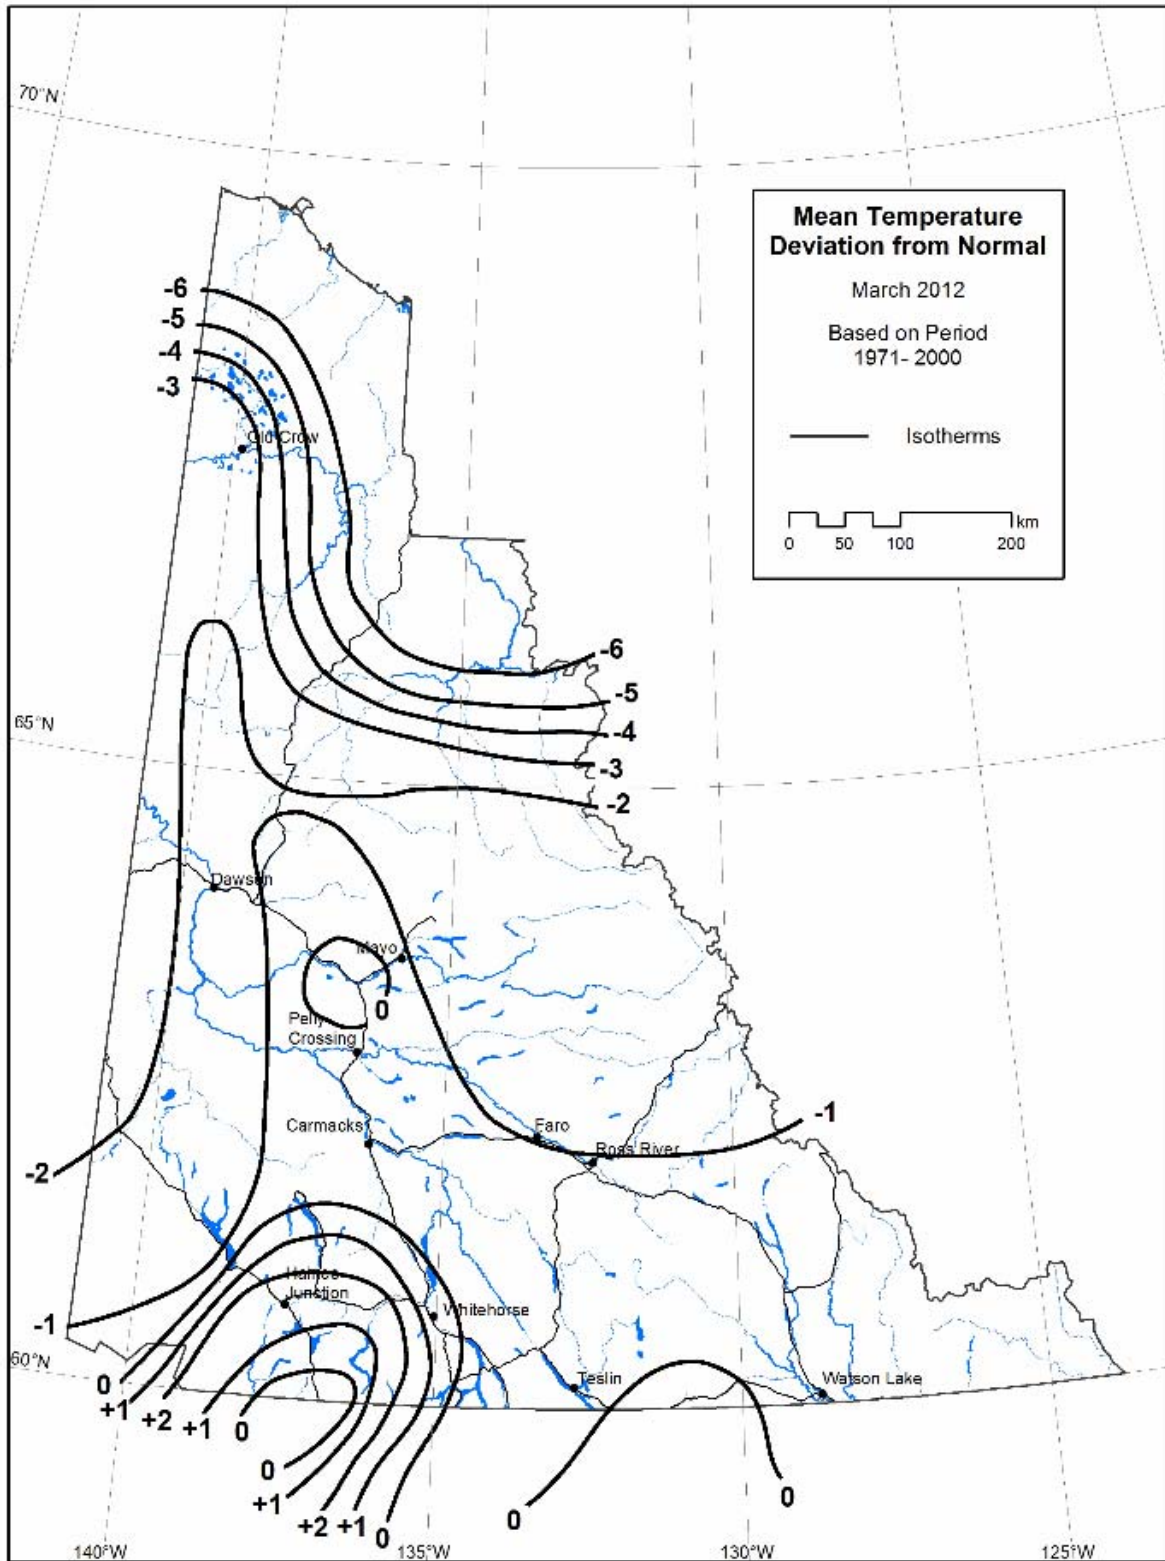 70°N
Mean Temperature
Deviation from Normal
March 2012
Based on Period
1971- 2000
Isotherms
km
0 50 100 200
-6
-5
-4
-3
Old Crow
-6
-5
-4
-3
-2
65°N
Dawson
Mayo
0
Pelly
Crossing
Carmacks
Faro
Ross River
-1
-2
Haines
Junction
Whitehorse
-1
60°N
Teslin
Watson Lake
0
+1
+2
+1
0
0
+1
+2
+1
0
0
0
140°W
135°W
130°W
125°W